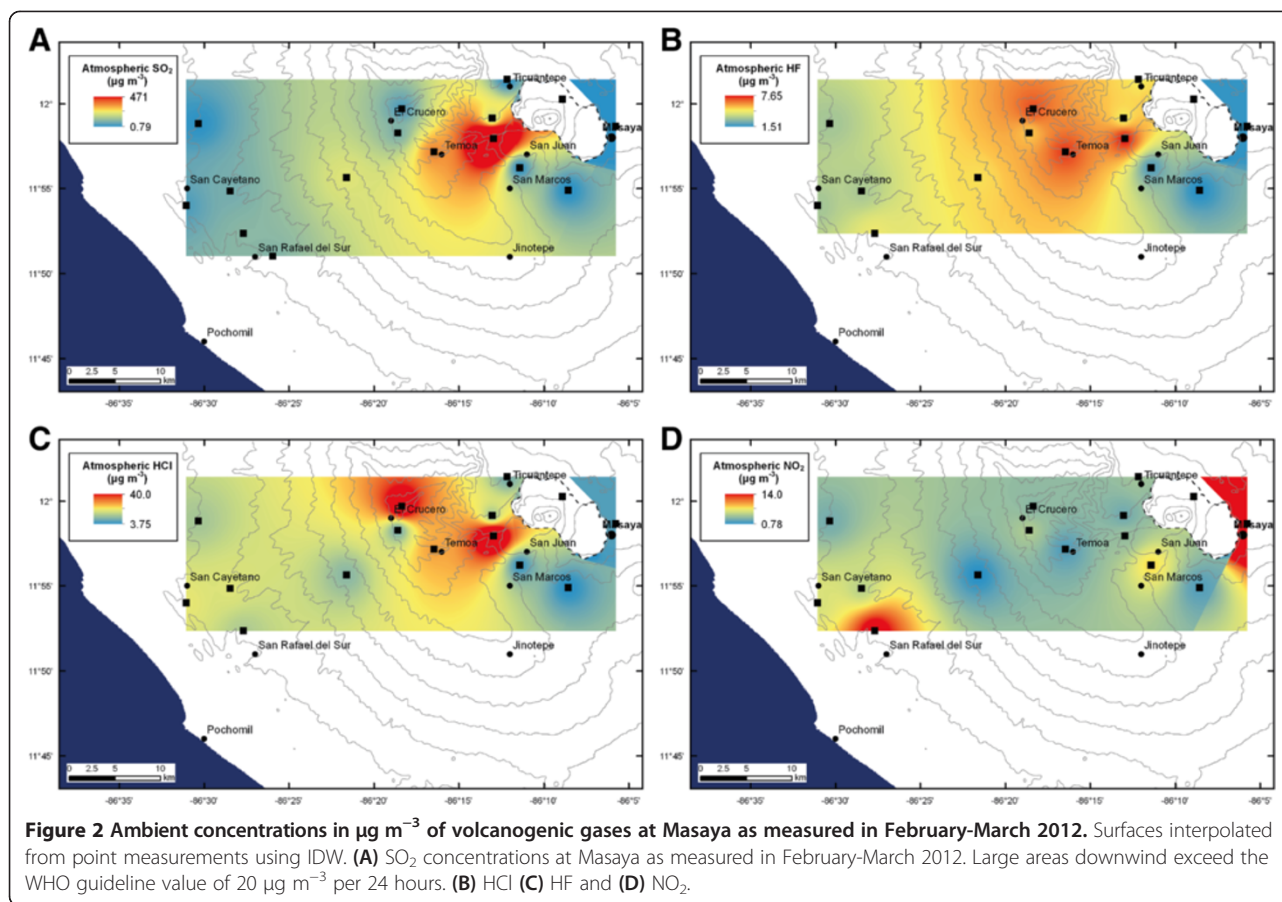 A
Atmospheric SO₂
(µg m⁻³)
471
0.79
Ticuantepe
12°
El Crucero
Masaya
Temoa
San Juan
11°55'
San Cayetano
San Marcos
San Rafael del Sur
Jinotepe
11°50'
Pochomil
11°45'
0 2.5 5 10
km
-86°35' -86°30' -86°25' -86°20' -86°15' -86°10' -86°5'
B
Atmospheric HF
(µg m⁻³)
7.65
1.51
Ticuantepe
12°
El Crucero
Masaya
Temoa
San Juan
11°55'
San Cayetano
San Marcos
San Rafael del Sur
Jinotepe
11°50'
Pochomil
11°45'
0 2.5 5 10
km
-86°35' -86°30' -86°25' -86°20' -86°15' -86°10' -86°5'
C
Atmospheric HCl
(µg m⁻³)
40.0
3.75
Ticuantepe
12°
El Crucero
Masaya
Temoa
San Juan
11°55'
San Cayetano
San Marcos
San Rafael del Sur
Jinotepe
11°50'
Pochomil
11°45'
0 2.5 5 10
km
-86°35' -86°30' -86°25' -86°20' -86°15' -86°10' -86°5'
D
Atmospheric NO₂
(µg m⁻³)
14.0
0.78
Ticuantepe
12°
El Crucero
Masaya
Temoa
San Juan
11°55'
San Cayetano
San Marcos
San Rafael del Sur
Jinotepe
11°50'
Pochomil
11°45'
0 2.5 5 10
km
-86°35' -86°30' -86°25' -86°20' -86°15' -86°10' -86°5'
Figure 2 Ambient concentrations in µg m⁻³ of volcanogenic gases at Masaya as measured in February-March 2012. Surfaces interpolated
from point measurements using IDW. (A) SO₂ concentrations at Masaya as measured in February-March 2012. Large areas downwind exceed the
WHO guideline value of 20 µg m⁻³ per 24 hours. (B) HCl (C) HF and (D) NO₂.